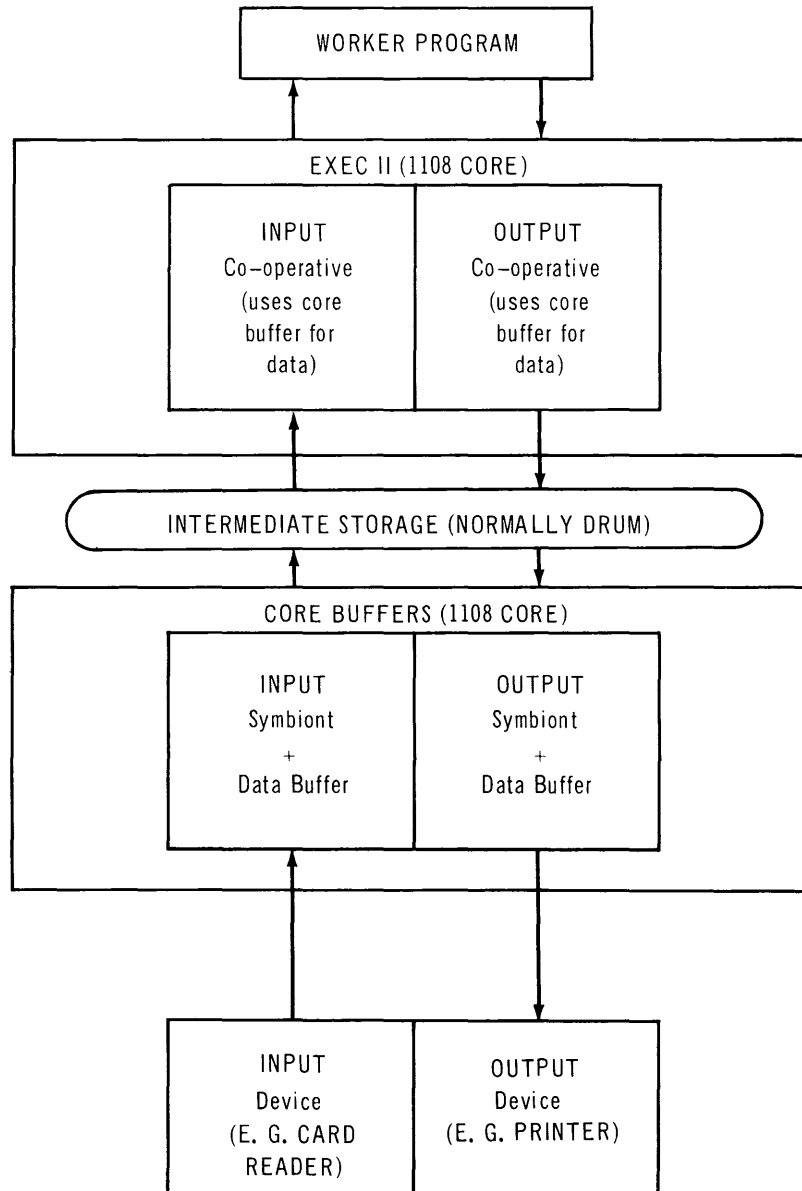 WORKER PROGRAM
EXEC II (1108 CORE)
INPUT
Co-operative
(uses core
buffer for
data)
OUTPUT
Co-operative
(uses core
buffer for
data)
INTERMEDIATE STORAGE (NORMALLY DRUM)
CORE BUFFERS (1108 CORE)
INPUT
Symbiont
+
Data Buffer
OUTPUT
Symbiont
+
Data Buffer
INPUT
Device
(E. G. CARD
READER)
OUTPUT
Device
(E. G. PRINTER)